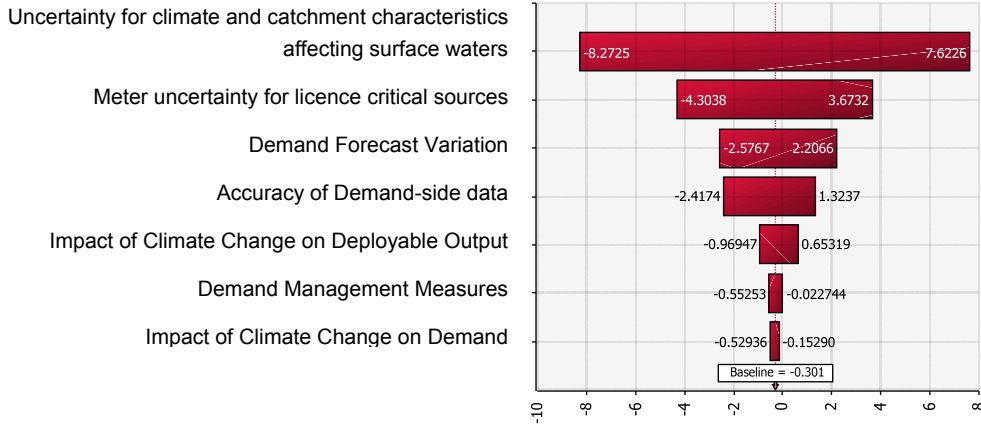 Uncertainty for climate and catchment characteristics
affecting surface waters
-8.2725 7.6226
Meter uncertainty for licence critical sources
-4.3038 3.6732
Demand Forecast Variation
-2.5767 2.2066
Accuracy of Demand-side data
-2.4174 1.3237
Impact of Climate Change on Deployable Output
-0.96947 0.65319
Demand Management Measures
-0.55253 -0.022744
Impact of Climate Change on Demand
-0.52936 -0.15290
Baseline = -0.301
-10 -8 -6 -4 -2 0 2 4 6 8